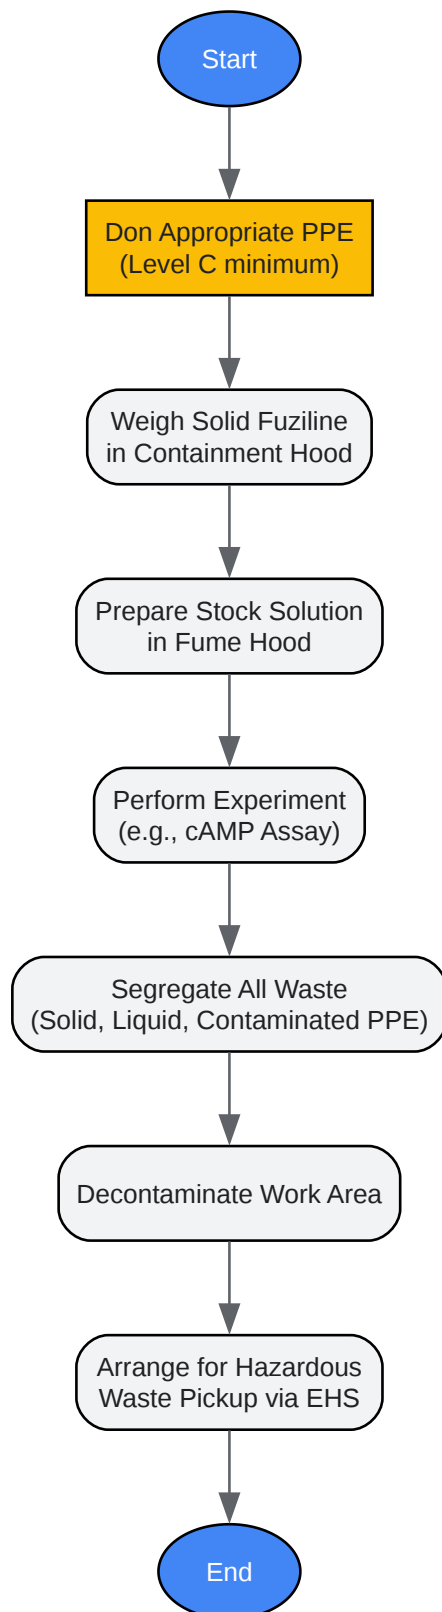 Start
Don Appropriate PPE
(Level C minimum)
Weigh Solid Fuziline
in Containment Hood
Prepare Stock Solution
in Fume Hood
Perform Experiment
(e.g., cAMP Assay)
Segregate All Waste
(Solid, Liquid, Contaminated PPE)
Decontaminate Work Area
Arrange for Hazardous
Waste Pickup via EHS
End